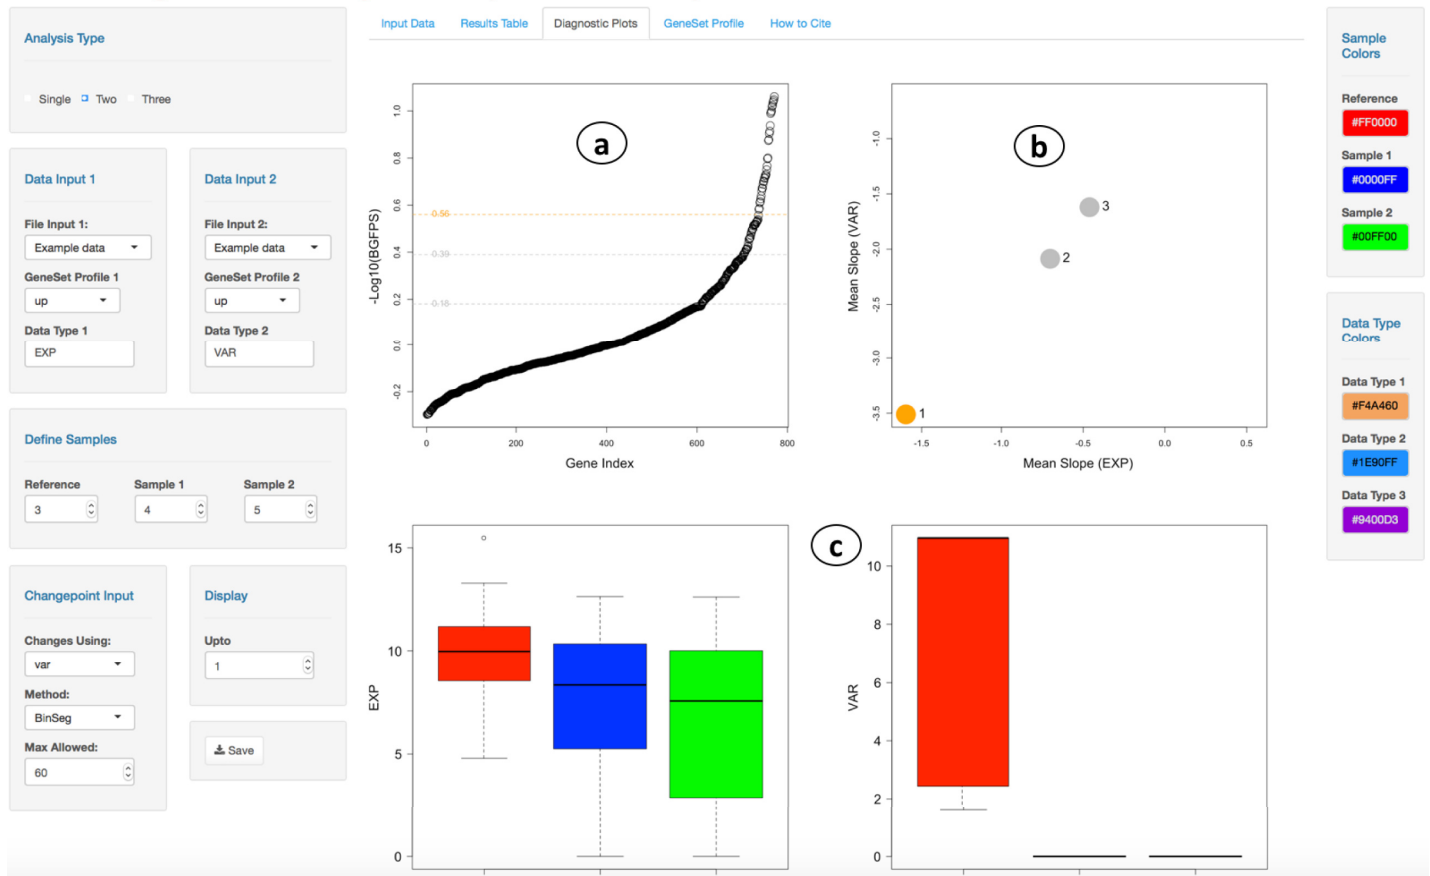 Input Data Results Table Diagnostic Plots GeneSet Profile How to Cite
Analysis Type
Single Two Three
Data Input 1
File Input 1:
Example data
GeneSet Profile 1
up
Data Type 1
EXP
Data Input 2
File Input 2:
Example data
GeneSet Profile 2
up
Data Type 2
VAR
Define Samples
Reference Sample 1 Sample 2
3 4 5
Changepoint Input
Changes Using:
var
Method:
BinSeg
Max Allowed:
60
Display
Upto
1
Save
a
-Log10(BGFPS)
1.0
0.8
0.6
0.4
0.2
0.0
-0.2
0.56
0.39
0.18
0 200 400 600 800
Gene Index
b
Mean Slope (VAR)
-1.0
-1.5
-2.0
-2.5
-3.0
-3.5
3
2
1
-1.5 -1.0 -0.5 0.0 0.5
Mean Slope (EXP)
c
EXP
15
10
5
0
VAR
10
8
6
4
2
0
Sample
Colors
Reference
#FF0000
Sample 1
#0000FF
Sample 2
#00FF00
Data Type
Colors
Data Type 1
#F4A460
Data Type 2
#1E90FF
Data Type 3
#9400D3